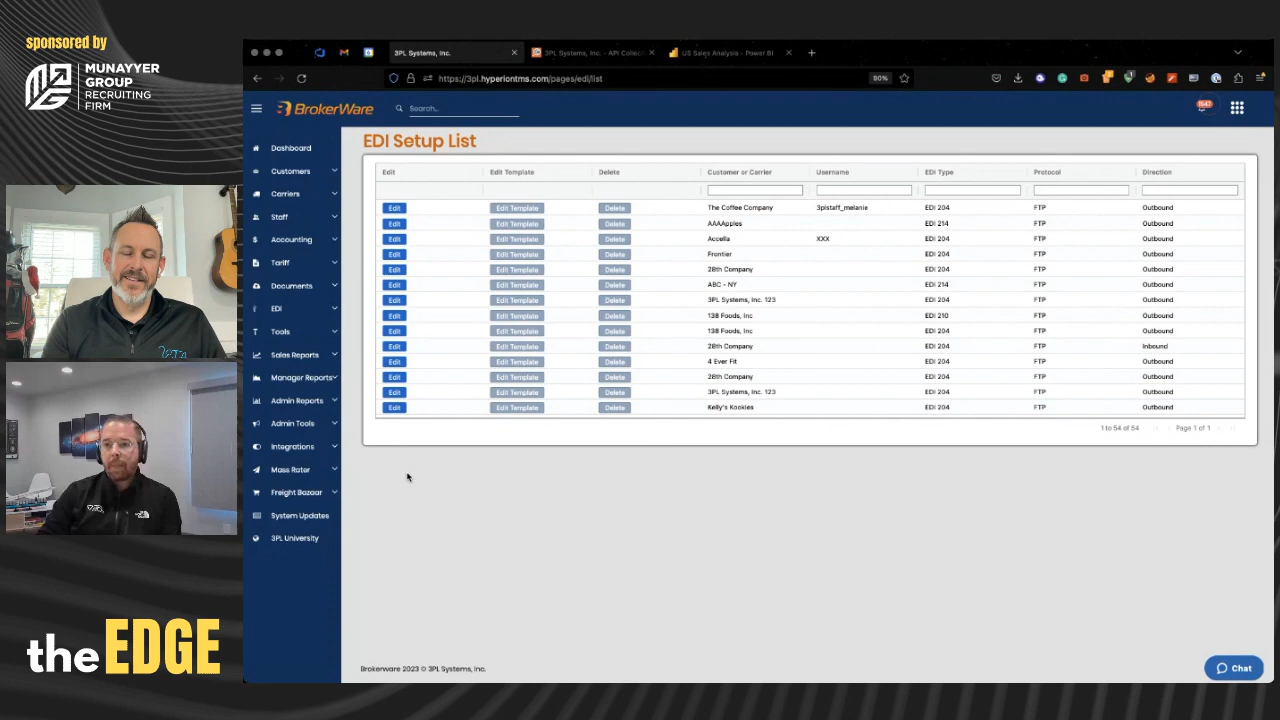 sponsored by
MUNAYYER
GROUP
RECRUITING
FIRM
theEDGE
3PL Systems, Inc.
3PL Systems, Inc. - API Collect
US Sales Analysis - Power BI
https://3pl.hyperiontms.com/pages/edi/list
80%
BrokerWare
Search...
1547
Dashboard
Customers
Carriers
Staff
Accounting
Tariff
Documents
EDI
Tools
Sales Reports
Manager Reports
Admin Reports
Admin Tools
Integrations
Mass Rater
Freight Bazaar
System Updates
3PL University
EDI Setup List
Edit Edit Template Delete Customer or Carrier Username EDI Type Protocol Direction
Edit Edit Template Delete The Coffee Company 3plstaff_melanie EDI 204 FTP Outbound
Edit Edit Template Delete AAAApples EDI 214 FTP Outbound
Edit Edit Template Delete Accella XXX EDI 204 FTP Outbound
Edit Edit Template Delete Frontier EDI 204 FTP Outbound
Edit Edit Template Delete 28th Company EDI 204 FTP Outbound
Edit Edit Template Delete ABC - NY EDI 214 FTP Outbound
Edit Edit Template Delete 3PL Systems, Inc. 123 EDI 204 FTP Outbound
Edit Edit Template Delete 138 Foods, Inc EDI 210 FTP Outbound
Edit Edit Template Delete 138 Foods, Inc EDI 204 FTP Outbound
Edit Edit Template Delete 28th Company EDI 204 FTP Inbound
Edit Edit Template Delete 4 Ever Fit EDI 204 FTP Outbound
Edit Edit Template Delete 28th Company EDI 204 FTP Outbound
Edit Edit Template Delete 3PL Systems, Inc. 123 EDI 204 FTP Outbound
Edit Edit Template Delete Kelly's Kookies EDI 204 FTP Outbound
1 to 54 of 54 Page 1 of 1
Brokerware 2023 © 3PL Systems, Inc.
Chat